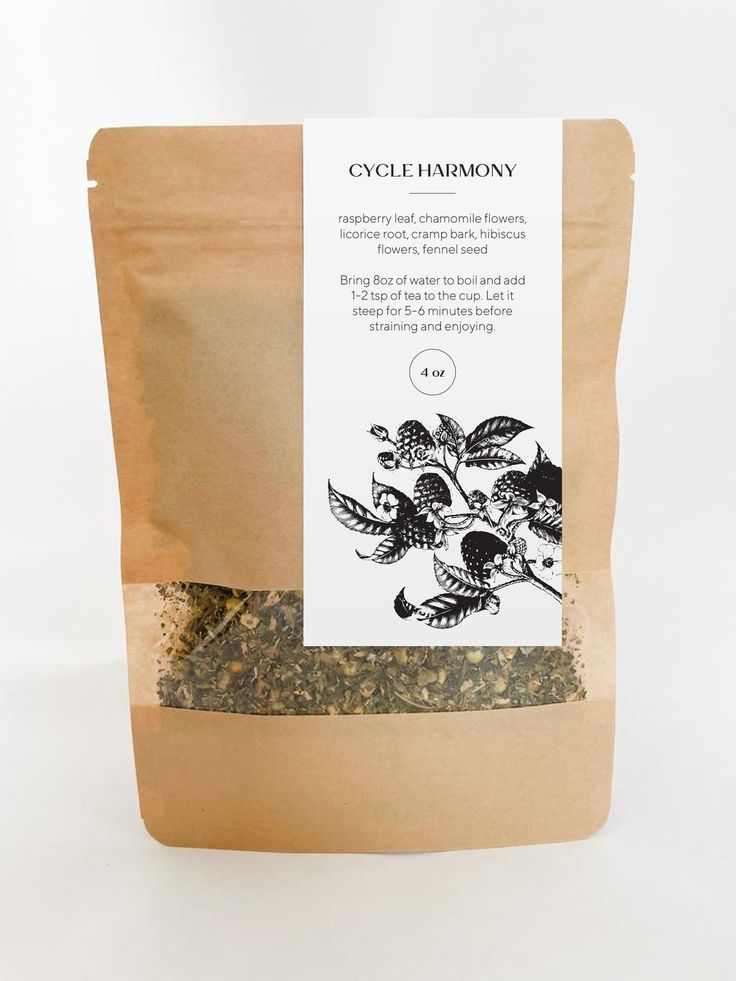 CYCLE HARMONY
raspberry leaf, chamomile flowers,
licorice root, cramp bark, hibiscus
flowers, fennel seed
Bring 8oz of water to boil and add
1-2 tsp of tea to the cup. Let it
steep for 5-6 minutes before
straining and enjoying.
4 oz